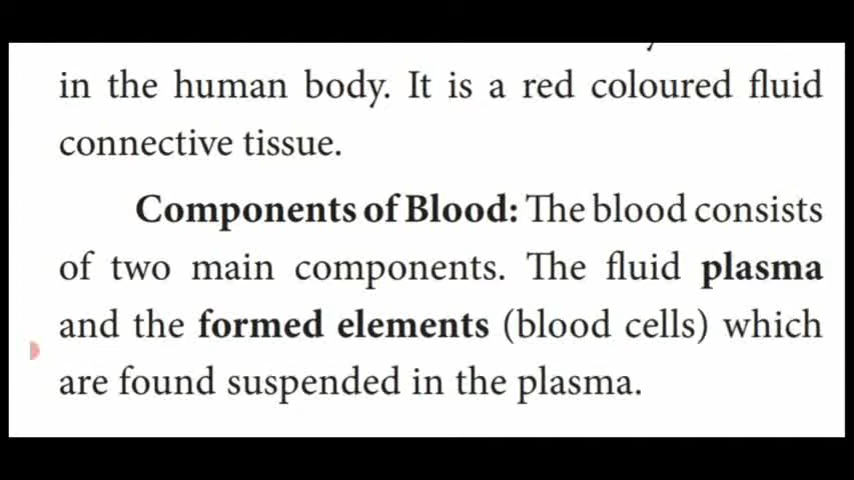 in the human body. It is a red coloured fluid
connective tissue.
Components of Blood: The blood consists
of two main components. The fluid plasma
and the formed elements (blood cells) which
are found suspended in the plasma.